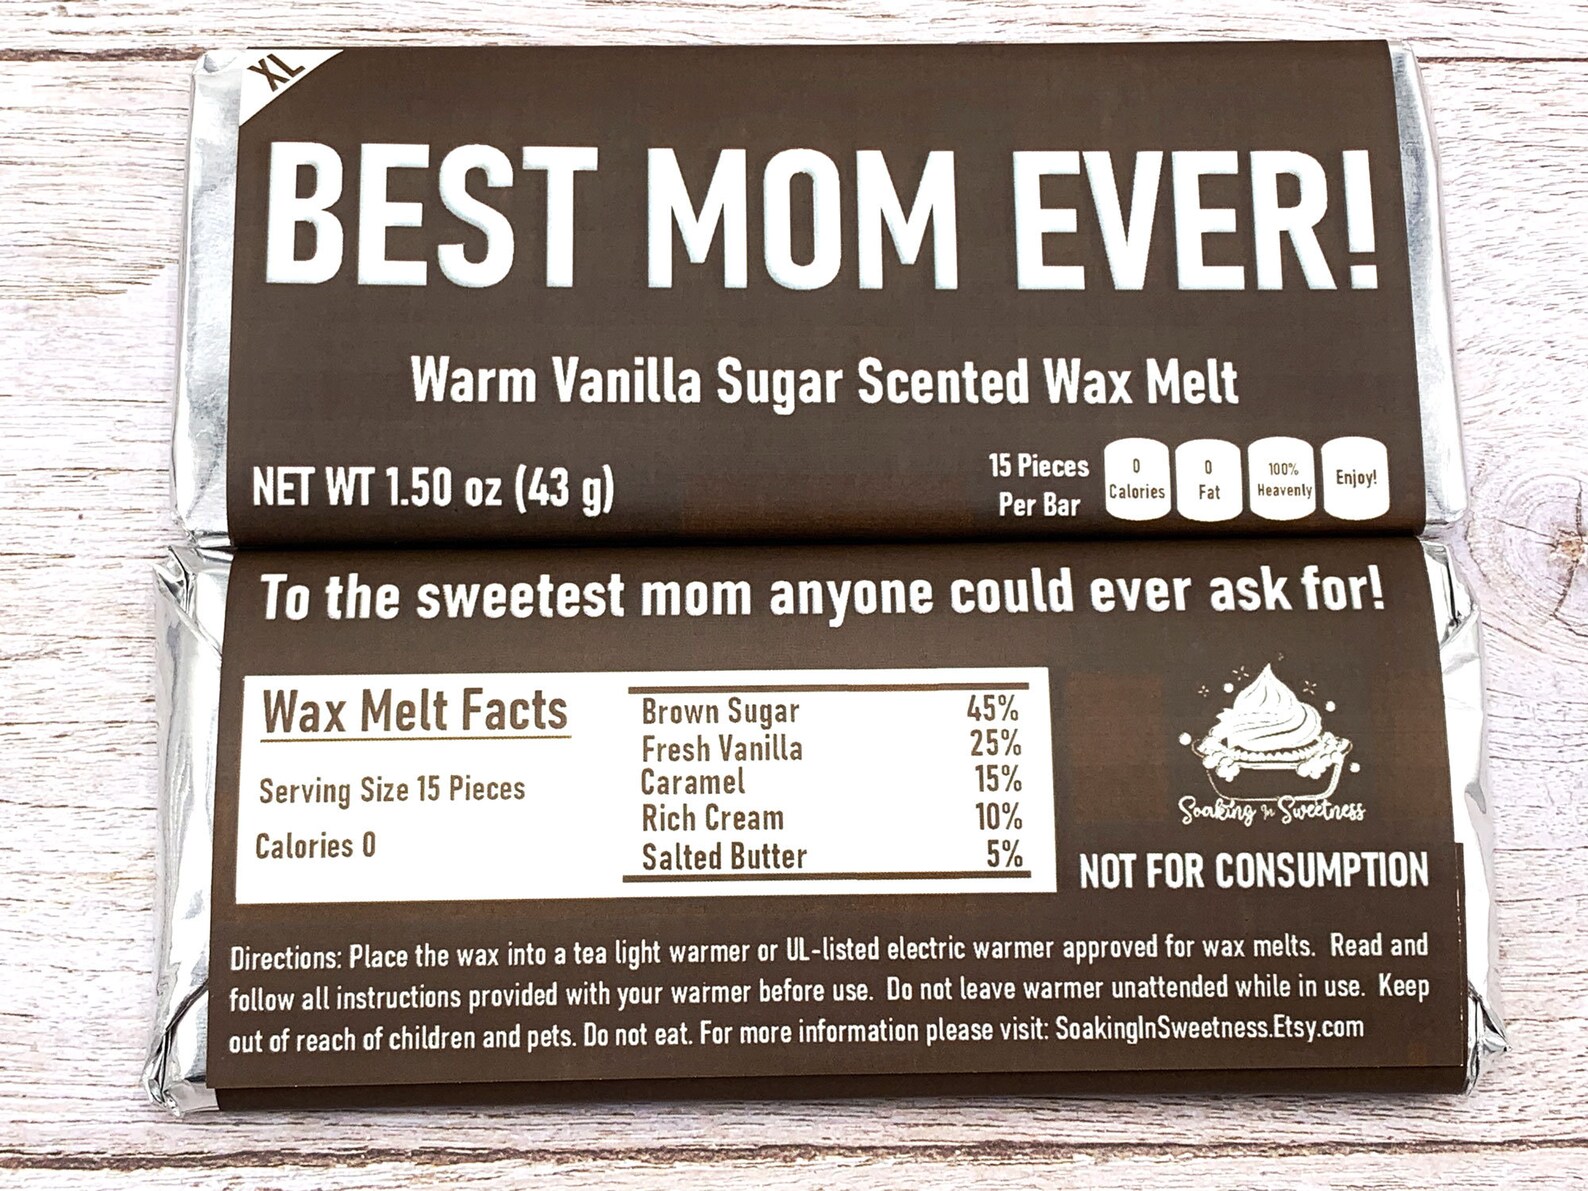 XL
BEST MOM EVER!
Warm Vanilla Sugar Scented Wax Melt
NET WT 1.50 oz (43 g)
15 Pieces
Per Bar
0
Calories
0
Fat
100%
Heavenly
Enjoy!
To the sweetest mom anyone could ever ask for!
Wax Melt Facts
Serving Size 15 Pieces
Calories 0
Brown Sugar 45%
Fresh Vanilla 25%
Caramel 15%
Rich Cream 10%
Salted Butter 5%
Soaking In Sweetness
NOT FOR CONSUMPTION
Directions: Place the wax into a tea light warmer or UL-listed electric warmer approved for wax melts. Read and
follow all instructions provided with your warmer before use. Do not leave warmer unattended while in use. Keep
out of reach of children and pets. Do not eat. For more information please visit: SoakingInSweetness.Etsy.com